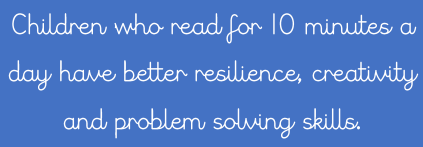 Children who read for 10 minutes a
day have better resilience, creativity
and problem solving skills.